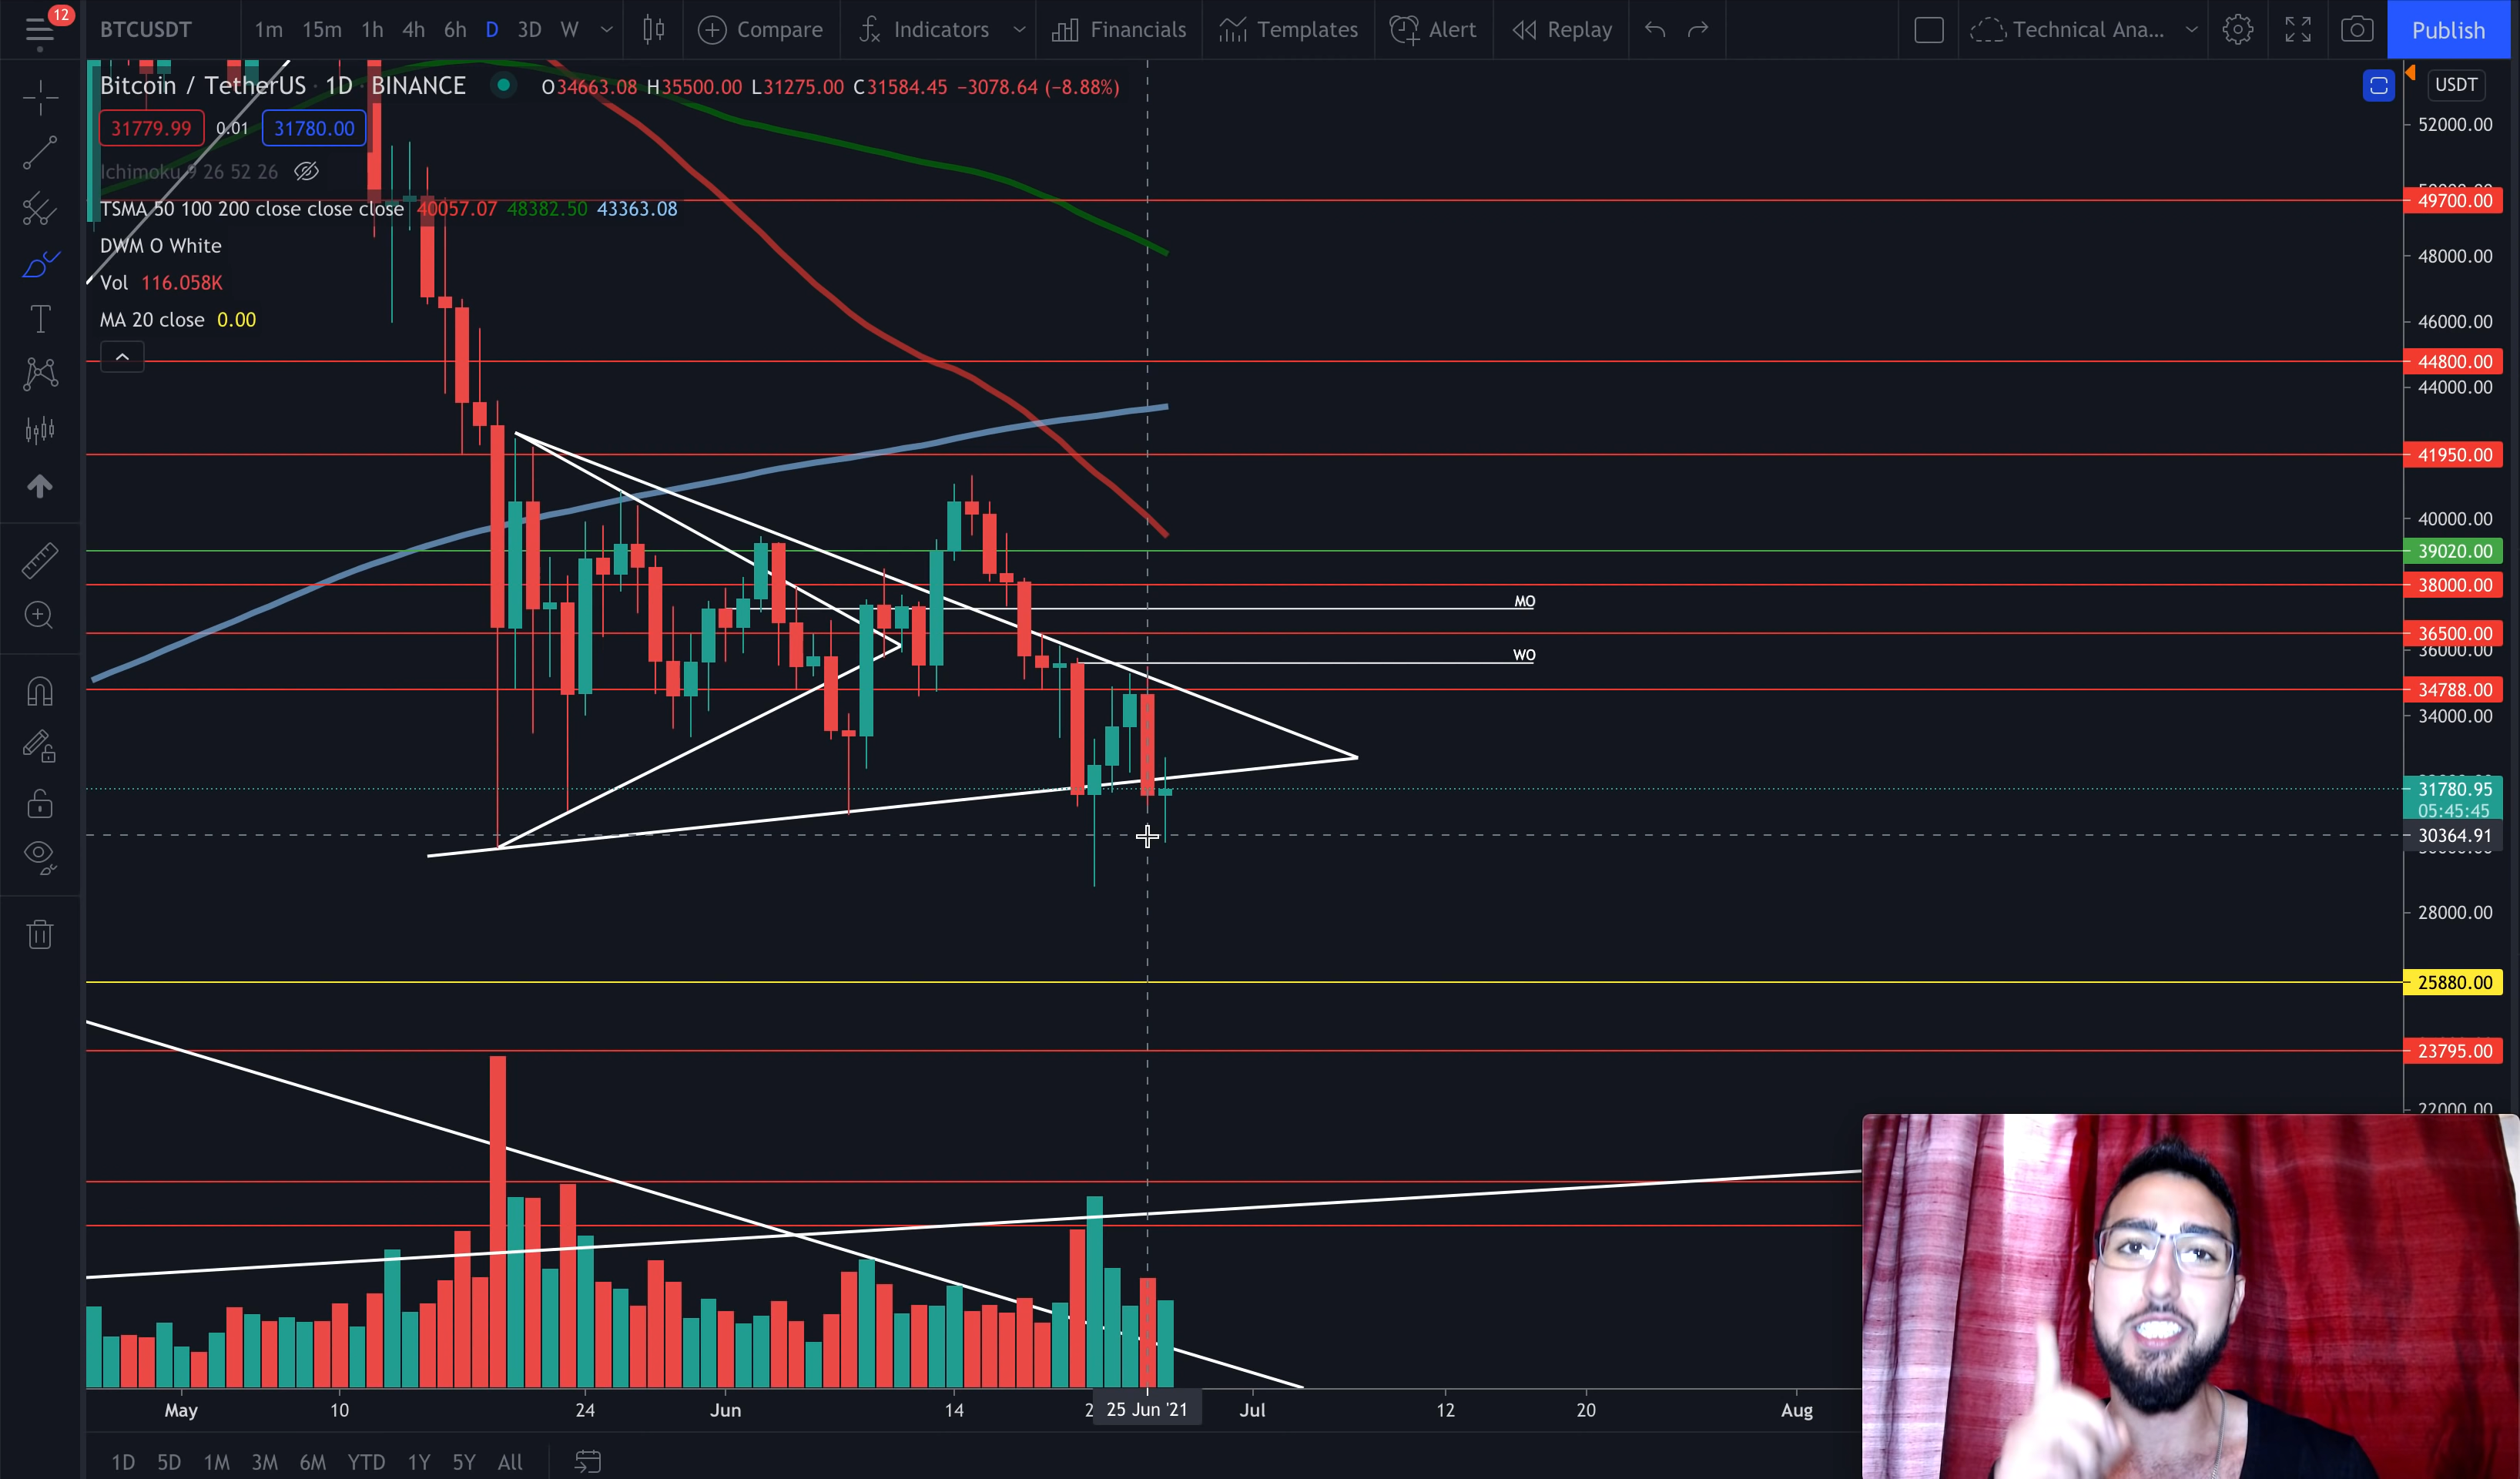 12
BTCUSDT 1m 15m 1h 4h 6h D 3D W Compare Indicators Financials Templates Alert Replay Technical Ana... Publish
Bitcoin / TetherUS · 1D · BINANCE O34663.08 H35500.00 L31275.00 C31584.45 −3078.64 (−8.88%)
USDT
31779.99 0.01 31780.00
52000.00
Ichimoku 9 26 52 26
49700.00
TSMA 50 100 200 close close close 40057.07 48382.50 43363.08
DWM O White
48000.00
Vol 116.058K
MA 20 close 0.00
46000.00
44800.00
44000.00
41950.00
40000.00
39020.00
38000.00
MO
36500.00
36000.00
WO
34788.00
34000.00
31780.95
05:45:45
30364.91
28000.00
25880.00
23795.00
22000.00
May 10 24 Jun 14 25 Jun '21 Jul 12 20 Aug
1D 5D 1M 3M 6M YTD 1Y 5Y All